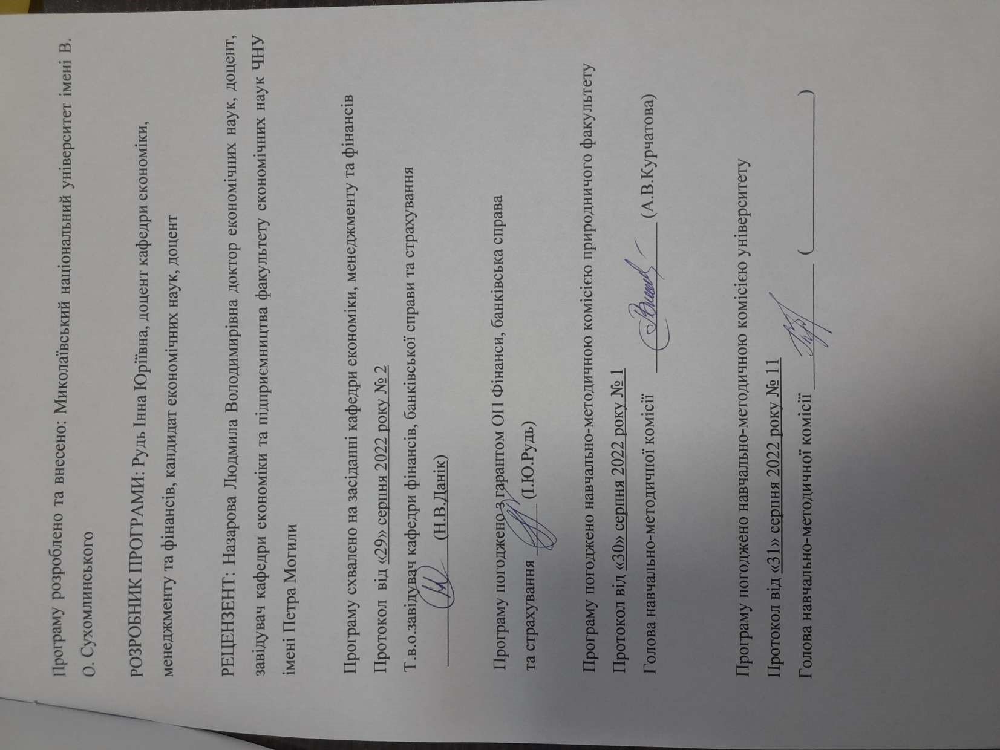 Програму розроблено та внесено: Миколаївський національний університет імені В.
О. Сухомлинського
РОЗРОБНИК ПРОГРАМИ: Рудь Інна Юріївна, доцент кафедри економіки,
менеджменту та фінансів, кандидат економічних наук, доцент
РЕЦЕНЗЕНТ: Назарова Людмила Володимирівна доктор економічних наук, доцент,
завідувач кафедри економіки та підприємництва факультету економічних наук ЧНУ
імені Петра Могили
Програму схвалено на засіданні кафедри економіки, менеджменту та фінансів
Протокол від «29» серпня 2022 року № 2
Т.в.о.завідувач кафедри фінансів, банківської справи та страхування
(Н.В.Данік)
Програму погоджено з гарантом ОП Фінанси, банківська справа
та страхування (І.Ю.Рудь)
Програму погоджено навчально-методичною комісією природничого факультету
Протокол від «30» серпня 2022 року № 1
Голова навчально-методичної комісії (А.В.Курчатова)
Програму погоджено навчально-методичною комісією університету
Протокол від «31» серпня 2022 року № 11
Голова навчально-методичної комісії ( )